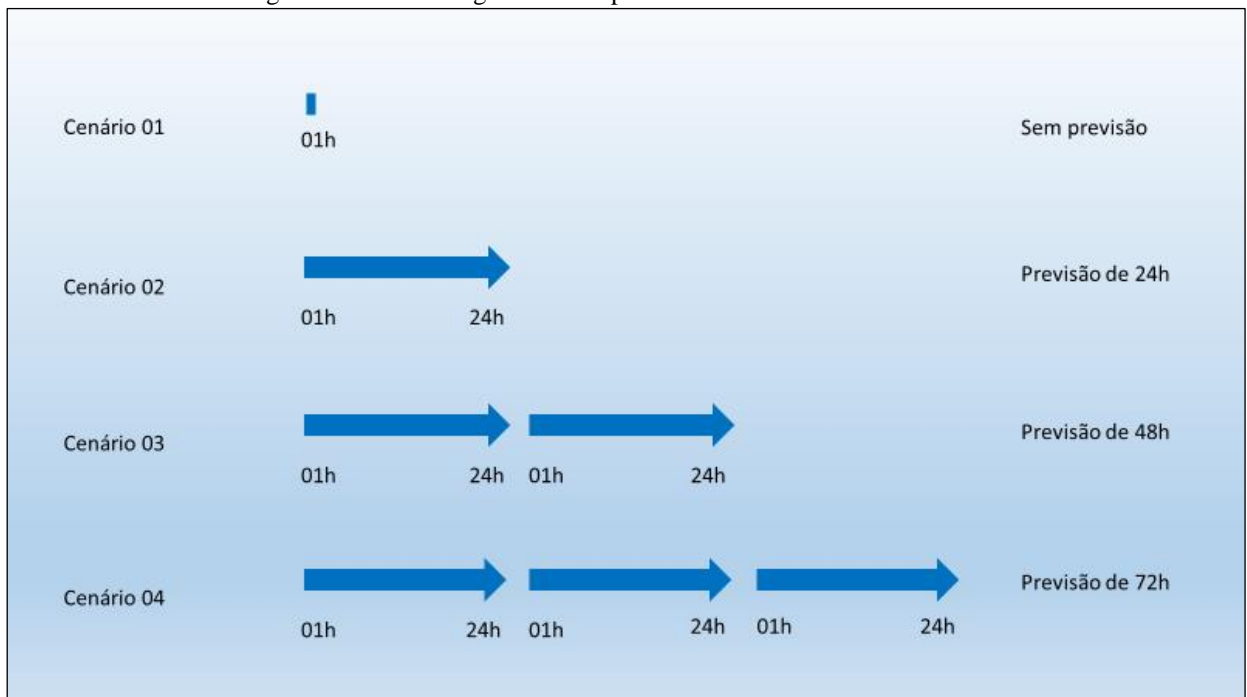 Cenário 01
01h
Sem previsão
Cenário 02
01h 24h
Previsão de 24h
Cenário 03
01h 24h 01h 24h
Previsão de 48h
Cenário 04
01h 24h 01h 24h 01h 24h
Previsão de 72h